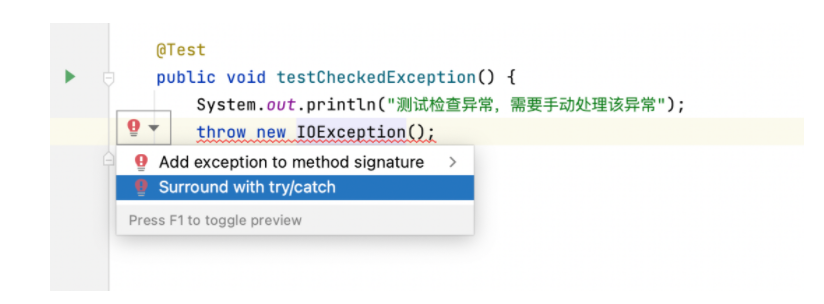 @Test
public void testCheckedException() {
System.out.println("测试检查异常，需要手动处理该异常");
throw new IOException();
Add exception to method signature
Surround with try/catch
Press F1 to toggle preview